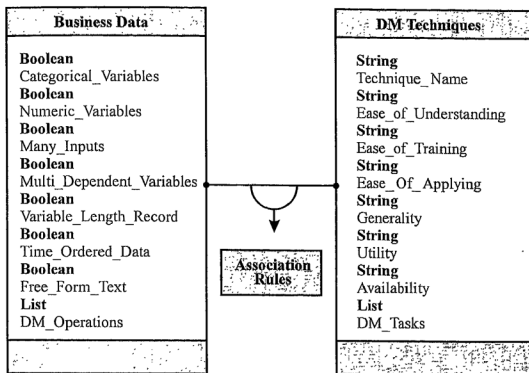 Business Data
Boolean
Categorical_Variables
Boolean
Numeric_Variables
Boolean
Many_Inputs
Boolean
Multi_Dependent_Variables
Boolean
Variable_Length_Record
Boolean
Time_Ordered_Data
Boolean
Free_Form_Text
List
DM_Operations
Association
Rules
DM Techniques
String
Technique_Name
String
Ease_of_Understanding
String
Ease_of_Training
String
Ease_Of_Applying
String
Generality
String
Utility
String
Availability
List
DM_Tasks